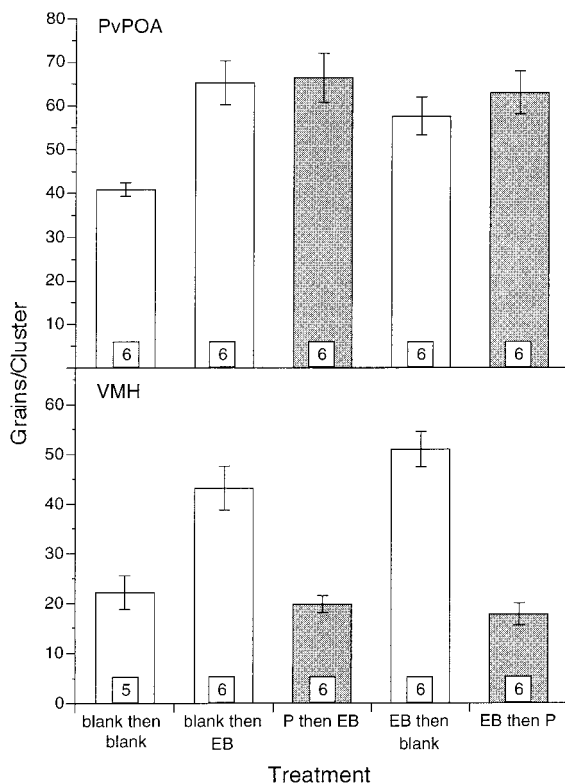 PvPOA
80
70
60
50
40
30
20
10
6 6 6 6 6
Grains/Cluster
VMH
60
50
40
30
20
10
0
5 6 6 6 6
blank then blank
blank then EB
P then EB
EB then blank
EB then P
Treatment